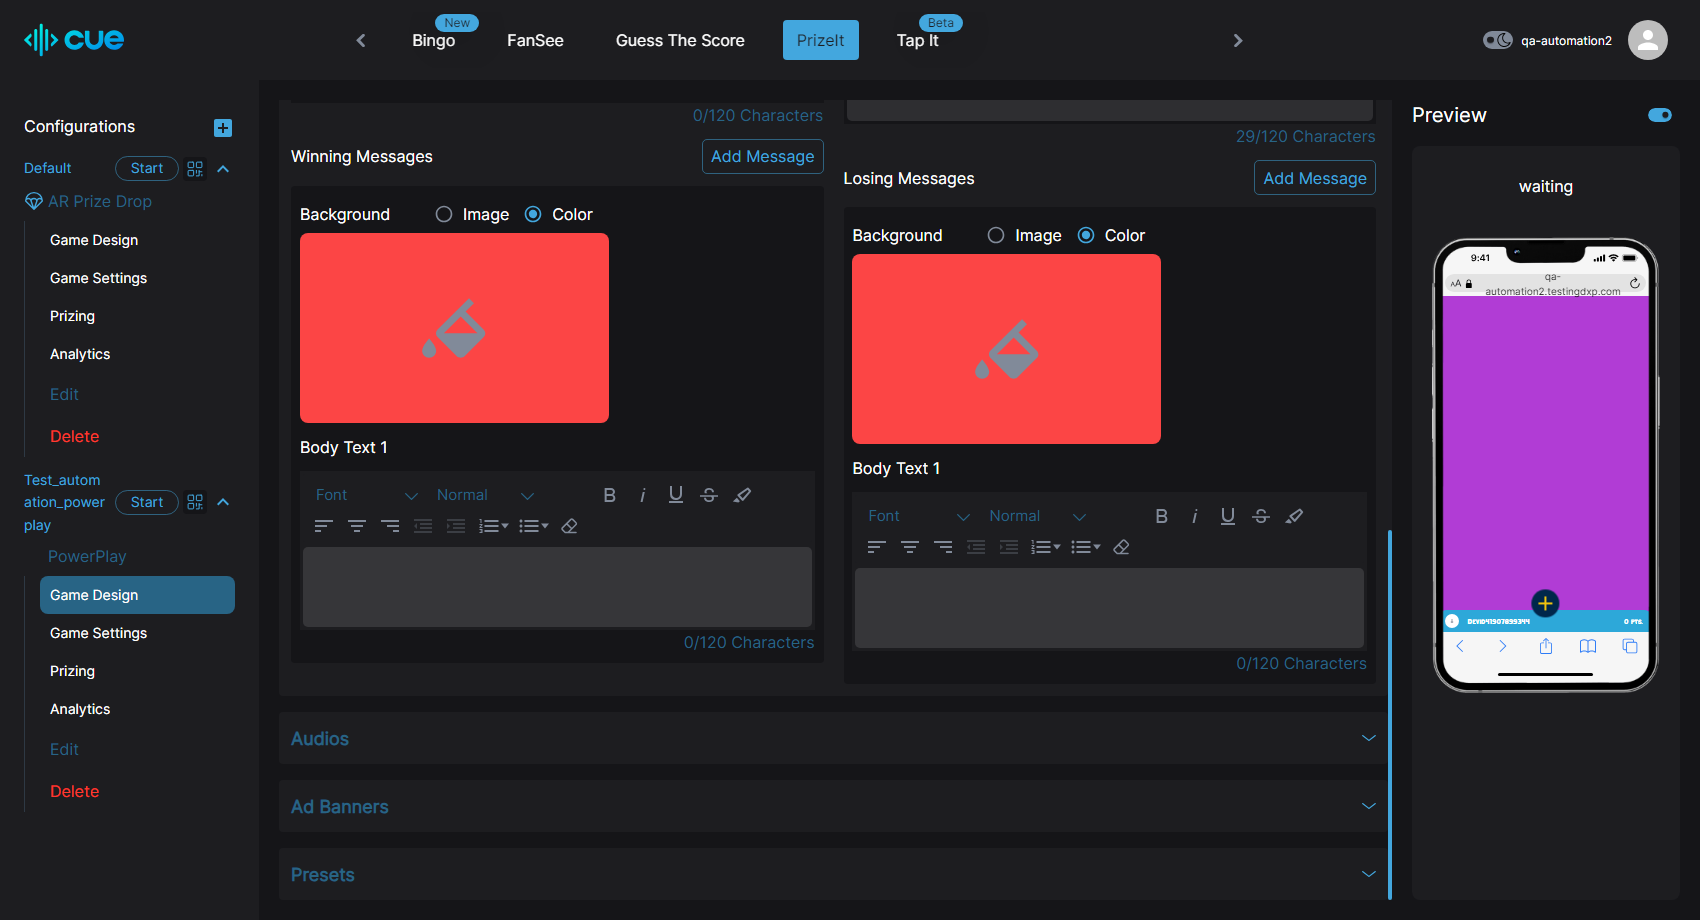 cue
New
Bingo
FanSee
Guess The Score
PrizeIt
Beta
Tap It
qa-automation2
Configurations
Default
Start
AR Prize Drop
Game Design
Game Settings
Prizing
Analytics
Edit
Delete
Test_autom
ation_power
play
Start
PowerPlay
Game Design
Game Settings
Prizing
Analytics
Edit
Delete
0/120 Characters
Winning Messages
Add Message
Background
Image
Color
Body Text 1
Font
Normal
B i U S
0/120 Characters
29/120 Characters
Losing Messages
Add Message
Background
Image
Color
Body Text 1
Font
Normal
B i U S
0/120 Characters
Audios
Ad Banners
Presets
Preview
waiting
9:41
AA
qa-
automation2.testingdxp.com
0 PTS.